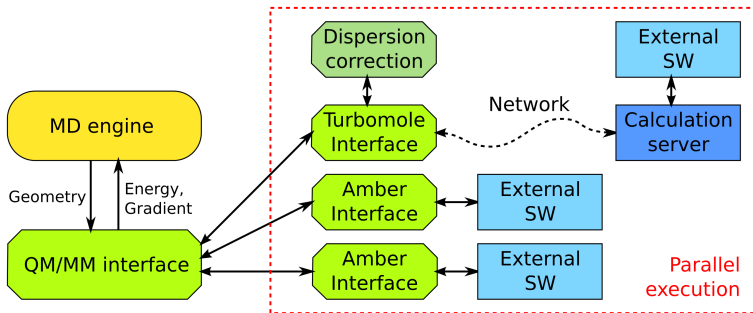 Dispersion
correction
External
SW
MD engine
Turbomole
Interface
Network
Calculation
server
Geometry
Energy,
Gradient
Amber
Interface
External
SW
QM/MM interface
Amber
Interface
External
SW
Parallel
execution